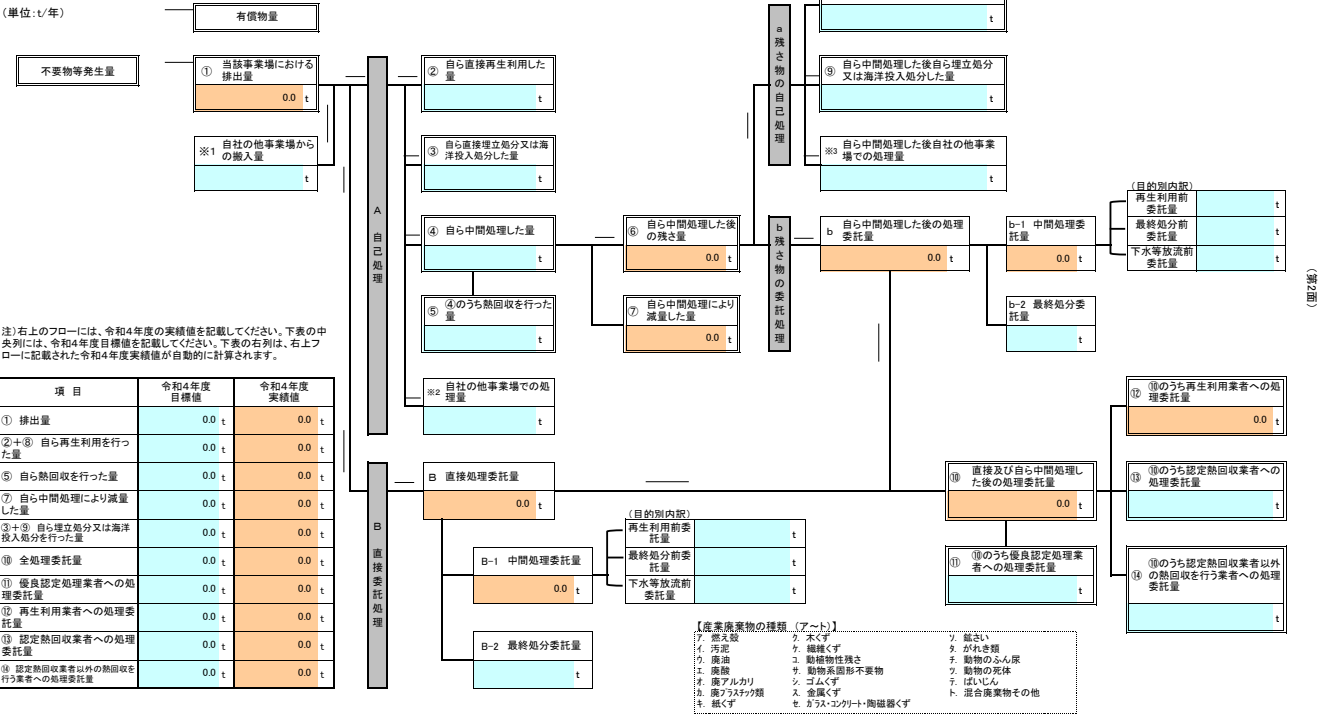 (単位:t/年)
有償物量
t
不要物等発生量
① 当該事業場における
排出量
0.0 t
※1 自社の他事業場から
の搬入量
t
A 自己処理
② 自ら直接再生利用した
量
t
③ 自ら直接埋立処分又は海
洋投入処分した量
t
④ 自ら中間処理した量
t
⑤ ④のうち熱回収を行った
量
t
※2 自社の他事業場での処
理量
t
⑥ 自ら中間処理した後
の残さ量
0.0 t
⑦ 自ら中間処理により
減量した量
0.0 t
a 残さ物の自己処理
⑨ 自ら中間処理した後自ら埋立処分
又は海洋投入処分した量
t
※3 自ら中間処理した後自社の他事業
場での処理量
t
b 残さ物の委託処理
b 自ら中間処理した後の処理
委託量
0.0 t
b-1 中間処理委
託量
0.0 t
b-2 最終処分委
託量
t
(目的別内訳)
再生利用前
委託量
t
最終処分前
委託量
t
下水等放流前
委託量
t
(第2面)
注)右上のフローには、令和4年度の実績値を記載してください。下表の中
央列には、令和4年度目標値を記載してください。下表の右列は、右上フ
ローに記載された令和4年度実績値が自動的に計算されます。
項 目 令和4年度 目標値 令和4年度 実績値
① 排出量 0.0 t 0.0 t
②+⑧ 自ら再生利用を行っ
た量 0.0 t 0.0 t
⑤ 自ら熱回収を行った量 0.0 t 0.0 t
⑦ 自ら中間処理により減量
した量 0.0 t 0.0 t
③+⑨ 自ら埋立処分又は海洋
投入処分を行った量 0.0 t 0.0 t
⑩ 全処理委託量 0.0 t 0.0 t
⑪ 優良認定処理業者への処
理委託量 0.0 t 0.0 t
⑫ 再生利用業者への処理委
託量 0.0 t 0.0 t
⑬ 認定熱回収業者への処理
委託量 0.0 t 0.0 t
⑭ 認定熱回収業者以外の熱回収を
行う業者への処理委託量 0.0 t 0.0 t
B 直接委託処理
B 直接処理委託量
0.0 t
B-1 中間処理委託量
0.0 t
B-2 最終処分委託量
t
(目的別内訳)
再生利用前委
託量
t
最終処分前委
託量
t
下水等放流前
委託量
t
⑩ 直接及び自ら中間処理し
た後の処理委託量
0.0 t
⑪ ⑩のうち優良認定処理業
者への処理委託量
t
⑫ ⑩のうち再生利用業者への処
理委託量
0.0 t
⑬ ⑩のうち認定熱回収業者への
処理委託量
t
⑭ ⑩のうち認定熱回収業者以外
の熱回収を行う業者への処理
委託量
t
【産業廃棄物の種類 (ア~ト)】
ア. 燃え殻 ク. 木くず ソ. 鉱さい
イ. 汚泥 ケ. 繊維くず タ. がれき類
ウ. 廃油 コ. 動植物性残さ チ. 動物のふん尿
エ. 廃酸 サ. 動物系固形不要物 ツ. 動物の死体
オ. 廃アルカリ シ. ゴムくず テ. ばいじん
カ. 廃プラスチック類 ス. 金属くず ト. 混合廃棄物その他
キ. 紙くず セ. ガラス・コンクリート・陶磁器くず